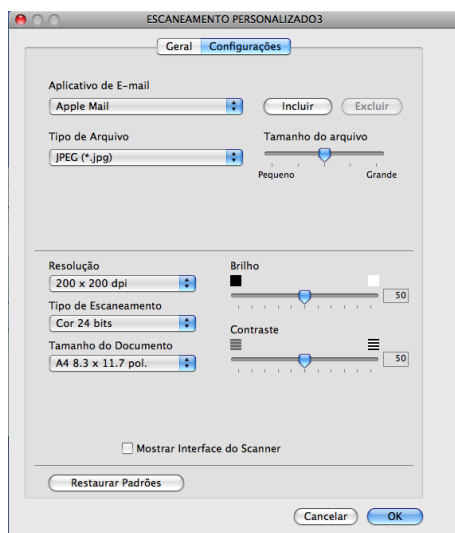 ESCANEAMENTO PERSONALIZADO3
Geral Configurações
Aplicativo de E-mail
Apple Mail Incluir Excluir
Tipo de Arquivo Tamanho do arquivo
JPEG (*.jpg)
Pequeno Grande
Resolução Brilho
200 x 200 dpi
50
Tipo de Escaneamento
Cor 24 bits
Contraste
Tamanho do Documento
A4 8.3 x 11.7 pol. 50
Mostrar Interface do Scanner
Restaurar Padrões
Cancelar OK